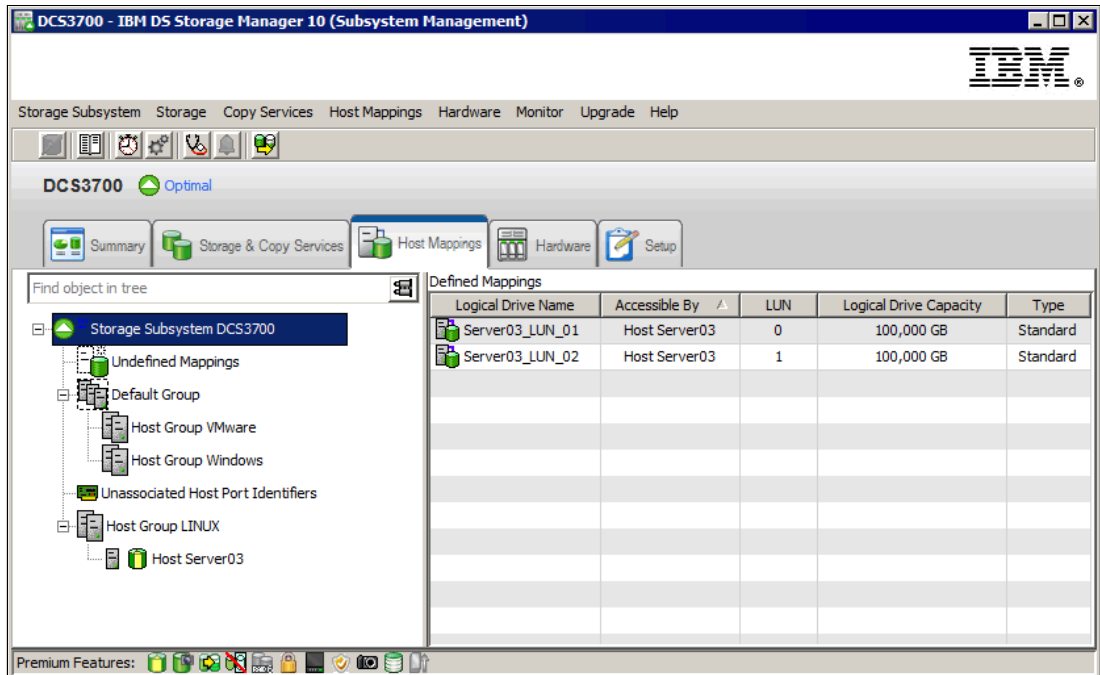 DCS3700 - IBM DS Storage Manager 10 (Subsystem Management)
IBM®
Storage Subsystem Storage Copy Services Host Mappings Hardware Monitor Upgrade Help
DCS3700 Optimal
Summary Storage & Copy Services Host Mappings Hardware Setup
Find object in tree
Storage Subsystem DCS3700
Undefined Mappings
Default Group
Host Group VMware
Host Group Windows
Unassociated Host Port Identifiers
Host Group LINUX
Host Server03
Defined Mappings
Logical Drive Name Accessible By LUN Logical Drive Capacity Type
Server03_LUN_01 Host Server03 0 100,000 GB Standard
Server03_LUN_02 Host Server03 1 100,000 GB Standard
Premium Features: